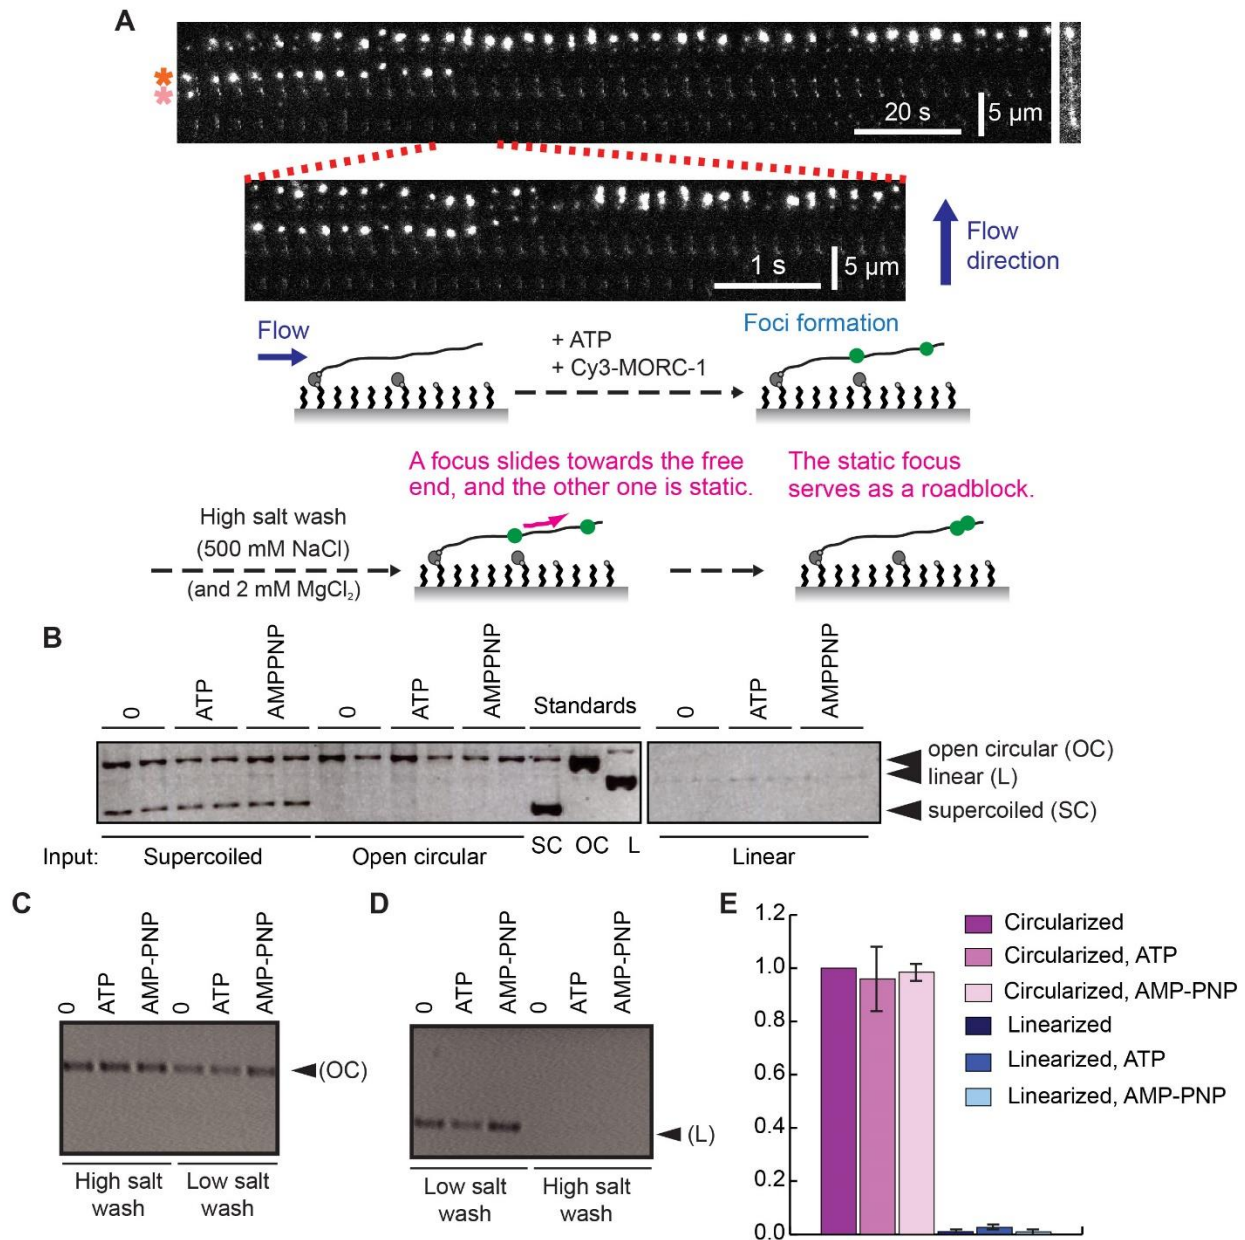 A
*
*
20 s
5 µm
1 s
5 µm
Flow
direction
Flow
+ ATP
+ Cy3-MORC-1
Foci formation
High salt wash
(500 mM NaCl)
(and 2 mM MgCl₂)
A focus slides towards the free
end, and the other one is static.
The static focus
serves as a roadblock.
B
0
ATP
AMPPNP
0
ATP
AMPPNP
Standards
0
ATP
AMPPNP
open circular (OC)
linear (L)
supercoiled (SC)
Input:
Supercoiled
Open circular
SC
OC
L
Linear
C
0
ATP
AMP-PNP
0
ATP
AMP-PNP
(OC)
High salt
wash
Low salt
wash
D
0
ATP
AMP-PNP
0
ATP
AMP-PNP
(L)
Low salt
wash
High salt
wash
E
1.2
1.0
0.8
0.6
0.4
0.2
0.0
Circularized
Circularized, ATP
Circularized, AMP-PNP
Linearized
Linearized, ATP
Linearized, AMP-PNP